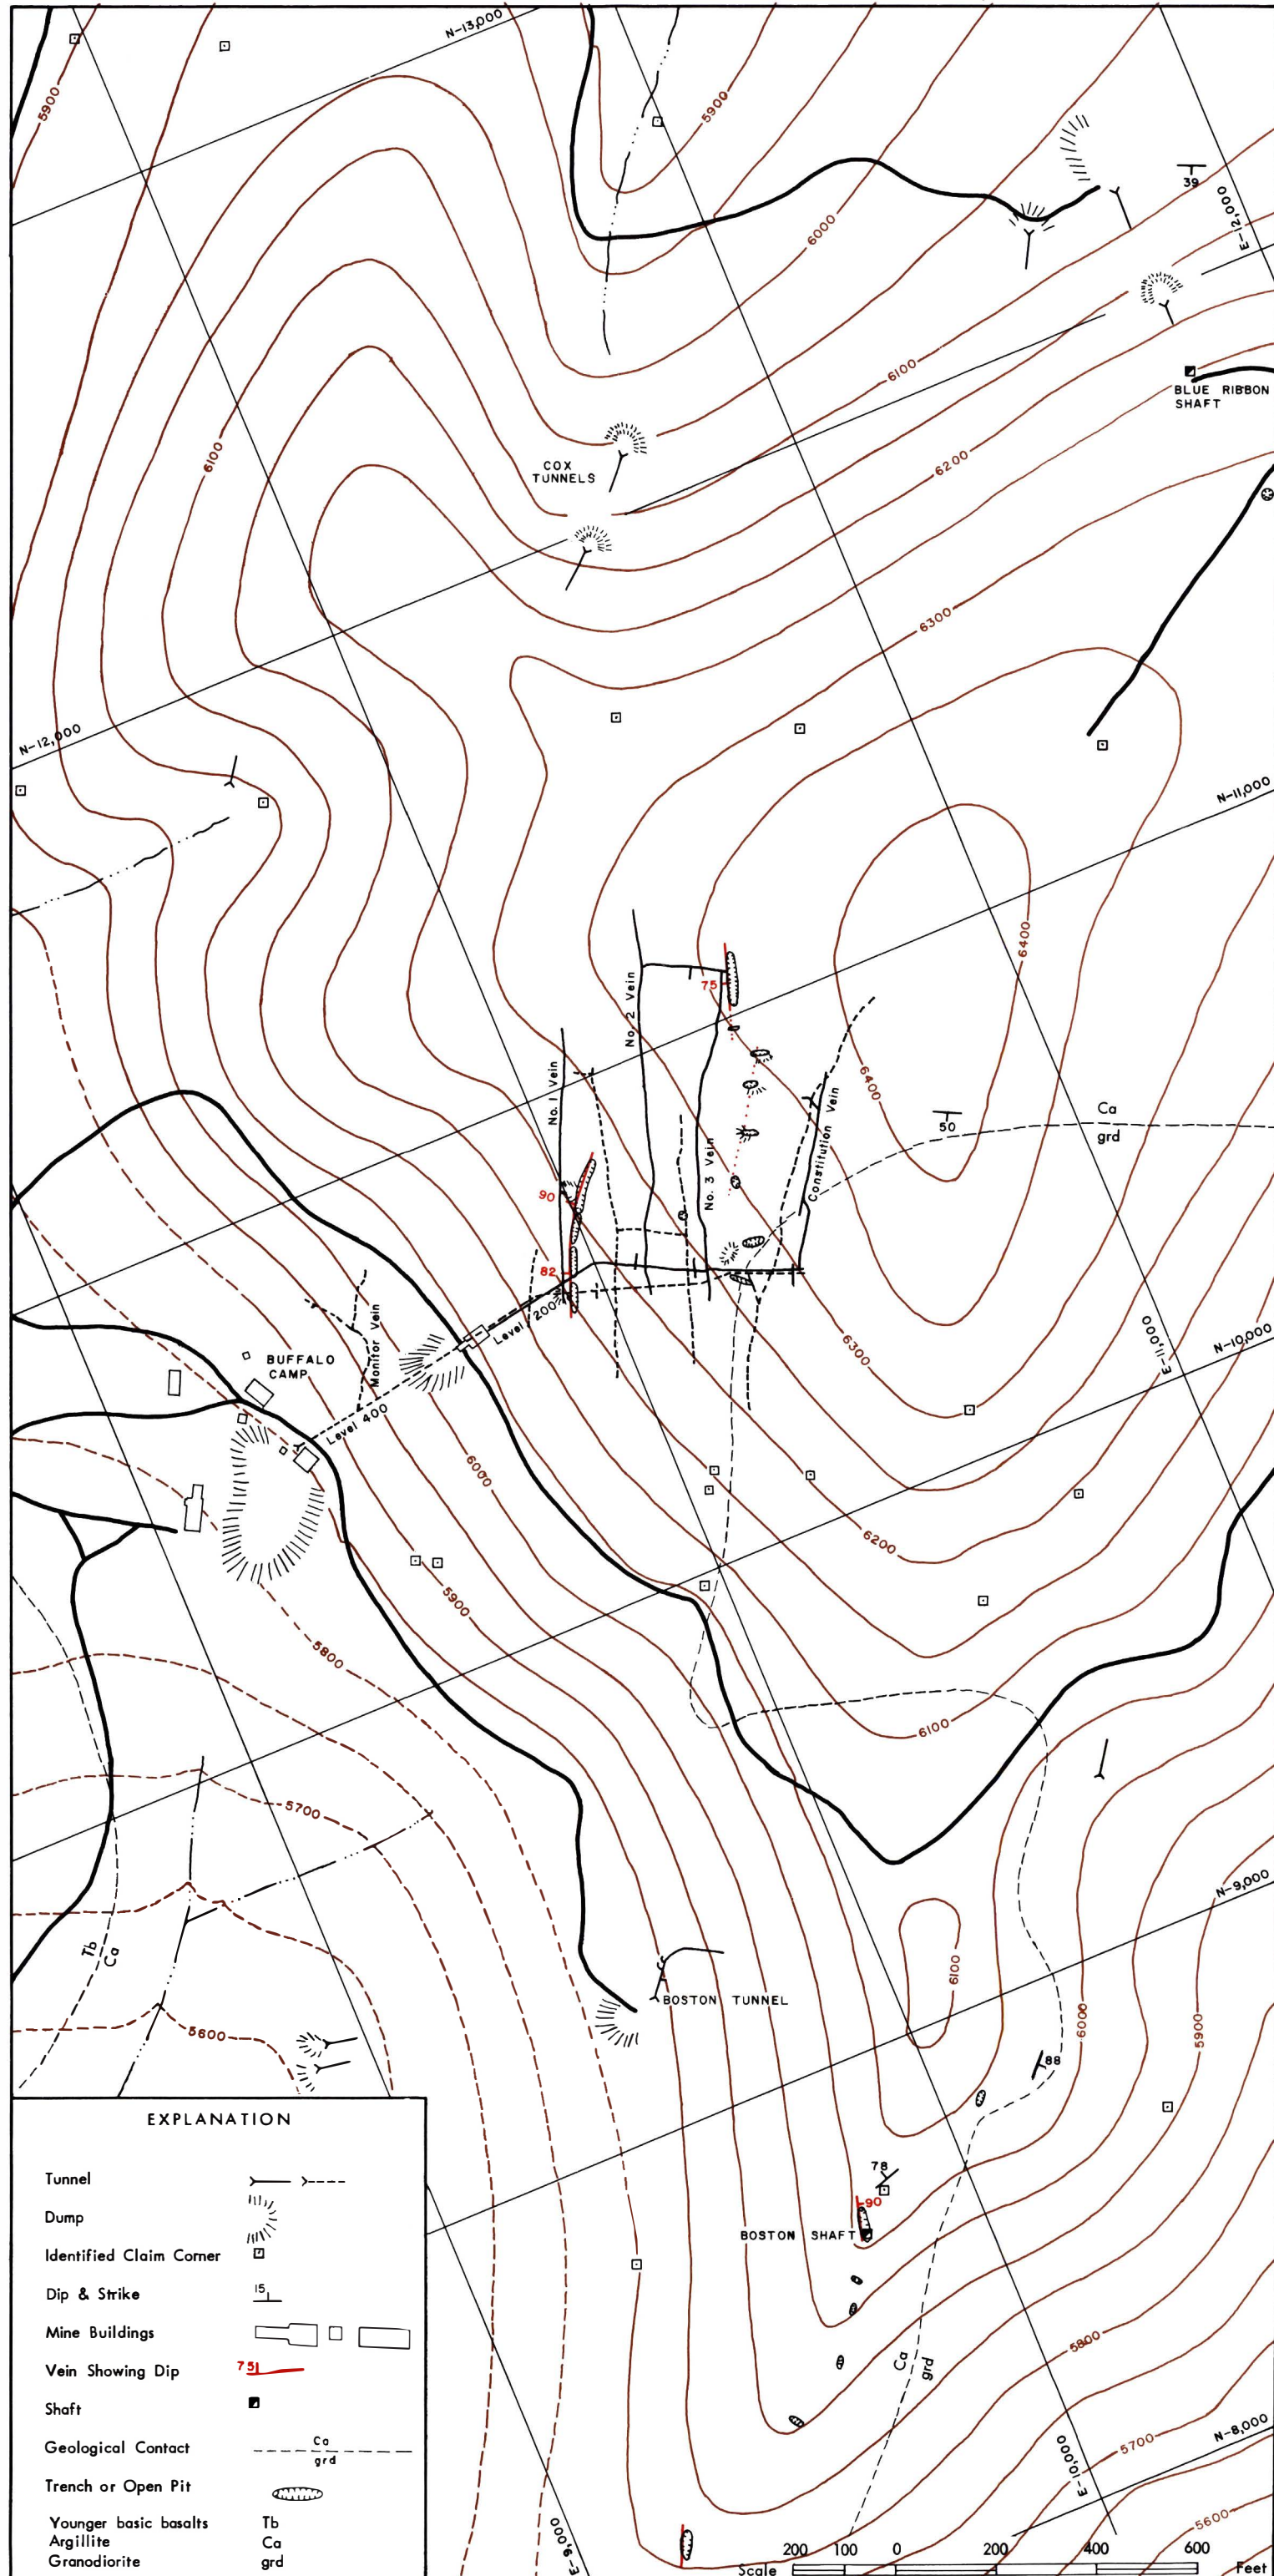 N-13,000
5900
5900
39
E-12,000
6000
6100
BLUE RIBBON
SHAFT
COX
TUNNELS
6100
6200
6300
N-12,000
N-11,000
6400
75
No. 2 Vein
No. 1 Vein
6400
Constitution Vein
No. 3 Vein
50
Ca
grd
90
82
Level 200
Monitor Vein
BUFFALO
CAMP
Level 400
6300
E-11,000
N-10,000
6000
6200
5900
5800
6100
5700
N-9,000
Tb
Ca
6100
BOSTON TUNNEL
6000
5900
5600
88
78
90
BOSTON SHAFT
Ca
grd
5800
5700
N-8,000
E-10,000
5600
E-9,000
EXPLANATION
Tunnel
Dump
Identified Claim Corner
Dip & Strike 15
Mine Buildings
Vein Showing Dip 75
Shaft
Geological Contact Ca
grd
Trench or Open Pit
Younger basic basalts Tb
Argillite Ca
Granodiorite grd
200 100 0 200 400 600
Scale Feet